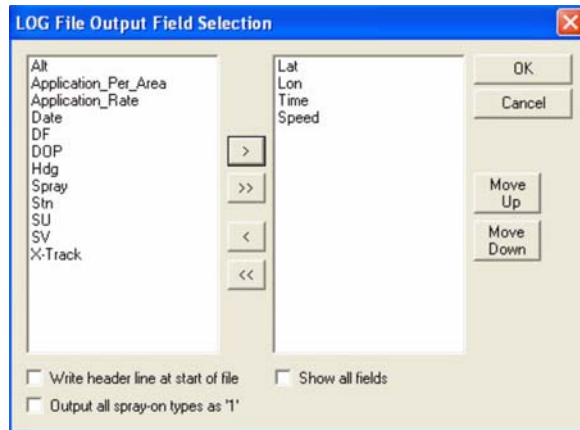 LOG File Output Field Selection
Alt
Application_Per_Area
Application_Rate
Date
DF
DOP
Hdg
Spray
Stn
SU
SV
X-Track
>
>>
<
<<
Lat
Lon
Time
Speed
OK
Cancel
Move
Up
Move
Down
Write header line at start of file
Show all fields
Output all spray-on types as '1'